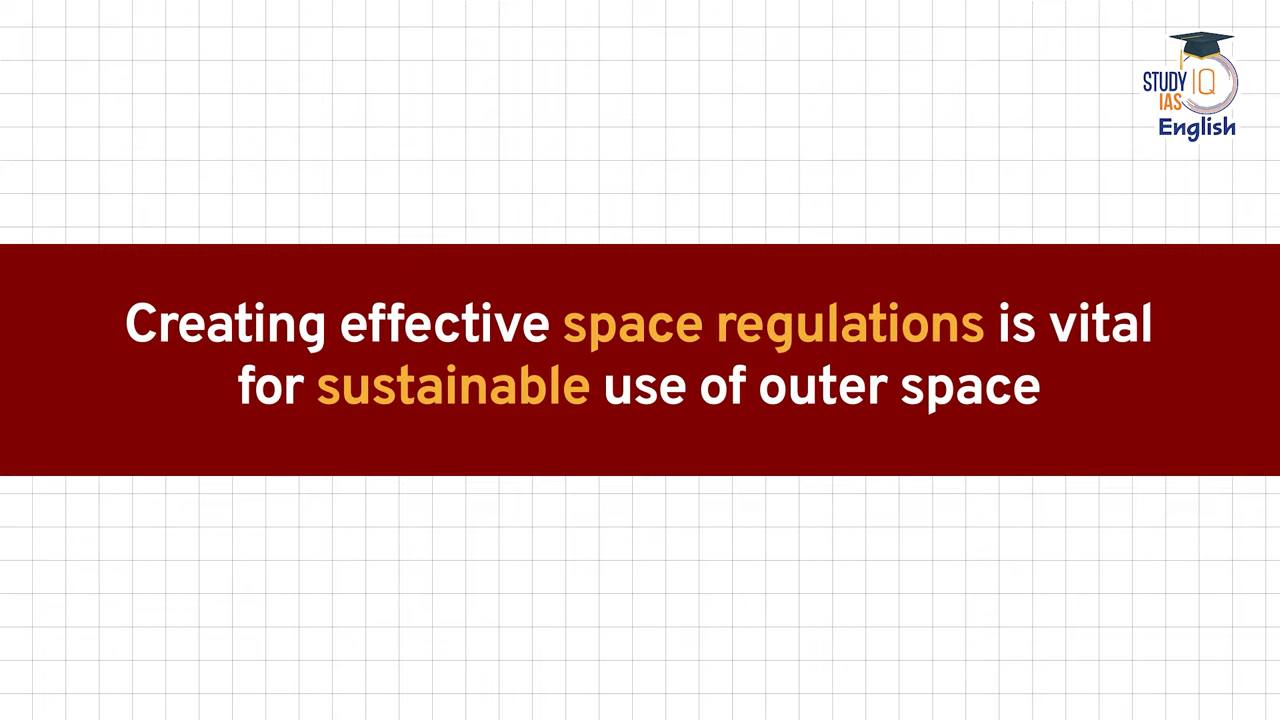 STUDY IQ
IAS
English
Creating effective space regulations is vital
for sustainable use of outer space